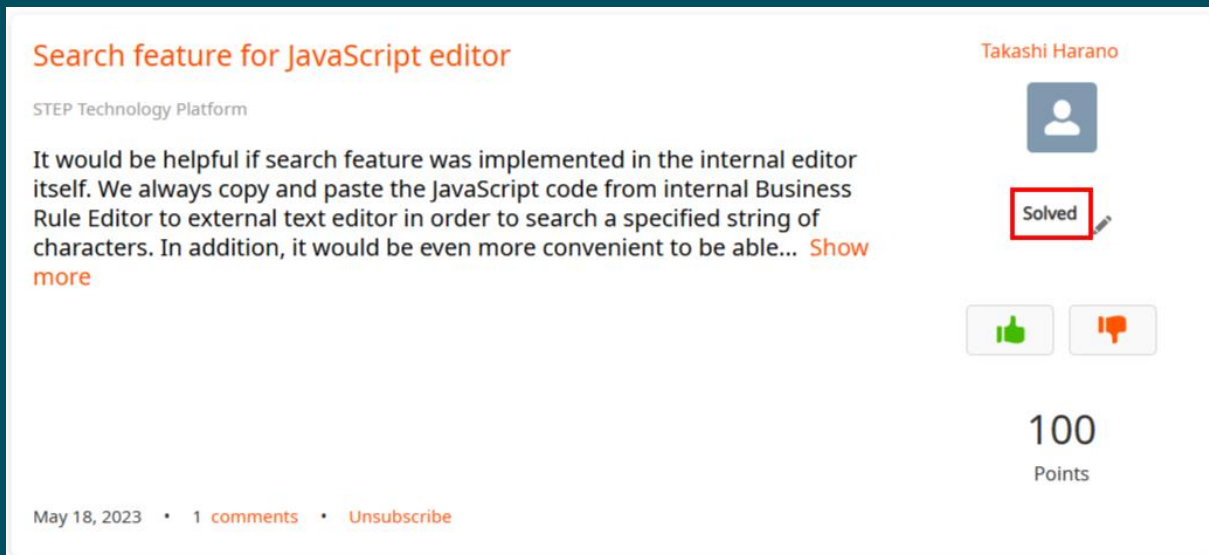 Search feature for JavaScript editor
STEP Technology Platform
It would be helpful if search feature was implemented in the internal editor
itself. We always copy and paste the JavaScript code from internal Business
Rule Editor to external text editor in order to search a specified string of
characters. In addition, it would be even more convenient to be able... Show
more
May 18, 2023 • 1 comments • Unsubscribe
Takashi Harano
Solved
100
Points